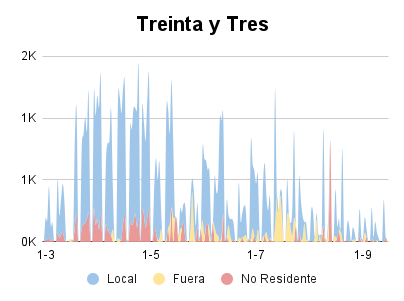 Treinta y Tres
2K
1K
1K
0K
1-3
1-5
1-7
1-9
Local
Fuera
No Residente